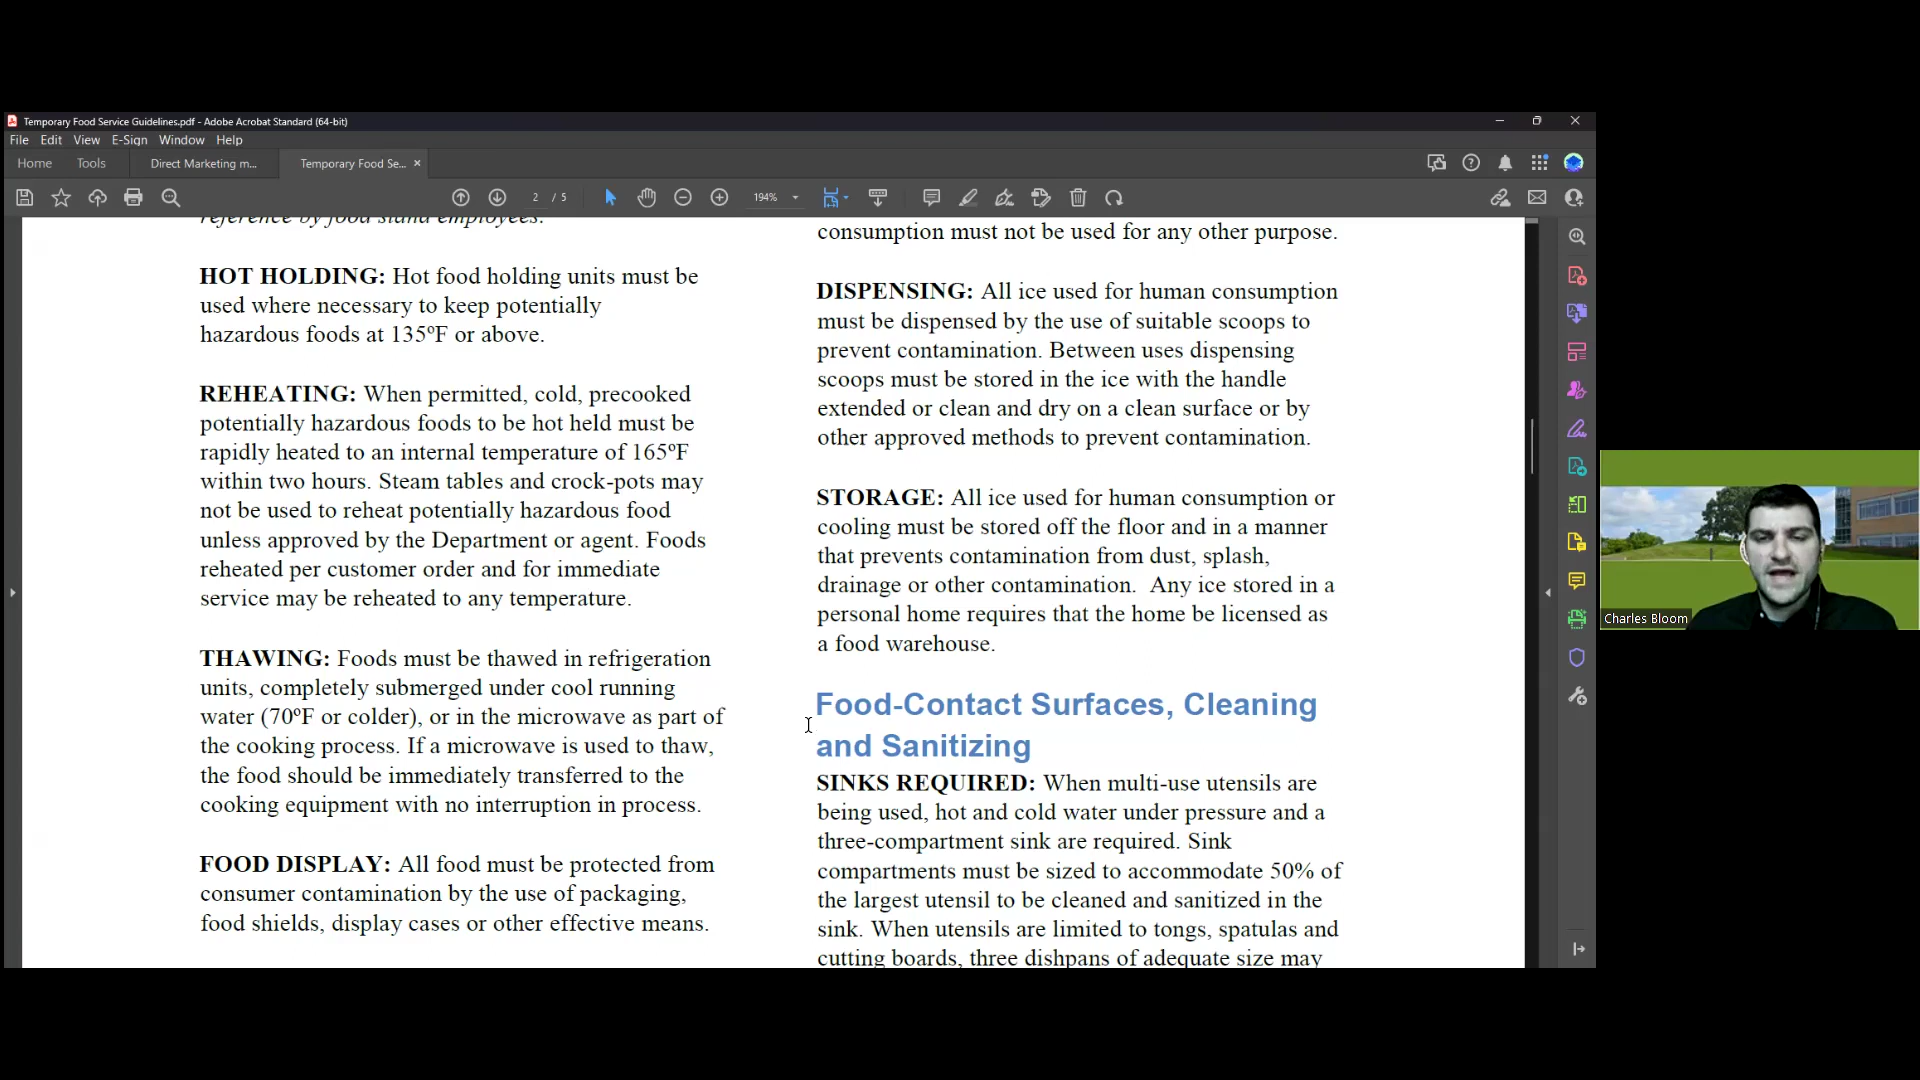 Temporary Food Service Guidelines.pdf - Adobe Acrobat Standard (64-bit)
File Edit View E-Sign Window Help
Home Tools Direct Marketing m... Temporary Food Se... ×
2 / 5 194%
reference by food stand employees.
HOT HOLDING: Hot food holding units must be
used where necessary to keep potentially
hazardous foods at 135ºF or above.
REHEATING: When permitted, cold, precooked
potentially hazardous foods to be hot held must be
rapidly heated to an internal temperature of 165ºF
within two hours. Steam tables and crock-pots may
not be used to reheat potentially hazardous food
unless approved by the Department or agent. Foods
reheated per customer order and for immediate
service may be reheated to any temperature.
THAWING: Foods must be thawed in refrigeration
units, completely submerged under cool running
water (70ºF or colder), or in the microwave as part of
the cooking process. If a microwave is used to thaw,
the food should be immediately transferred to the
cooking equipment with no interruption in process.
FOOD DISPLAY: All food must be protected from
consumer contamination by the use of packaging,
food shields, display cases or other effective means.
consumption must not be used for any other purpose.
DISPENSING: All ice used for human consumption
must be dispensed by the use of suitable scoops to
prevent contamination. Between uses dispensing
scoops must be stored in the ice with the handle
extended or clean and dry on a clean surface or by
other approved methods to prevent contamination.
STORAGE: All ice used for human consumption or
cooling must be stored off the floor and in a manner
that prevents contamination from dust, splash,
drainage or other contamination. Any ice stored in a
personal home requires that the home be licensed as
a food warehouse.
Food-Contact Surfaces, Cleaning
and Sanitizing
SINKS REQUIRED: When multi-use utensils are
being used, hot and cold water under pressure and a
three-compartment sink are required. Sink
compartments must be sized to accommodate 50% of
the largest utensil to be cleaned and sanitized in the
sink. When utensils are limited to tongs, spatulas and
cutting boards, three dishpans of adequate size may
Charles Bloom